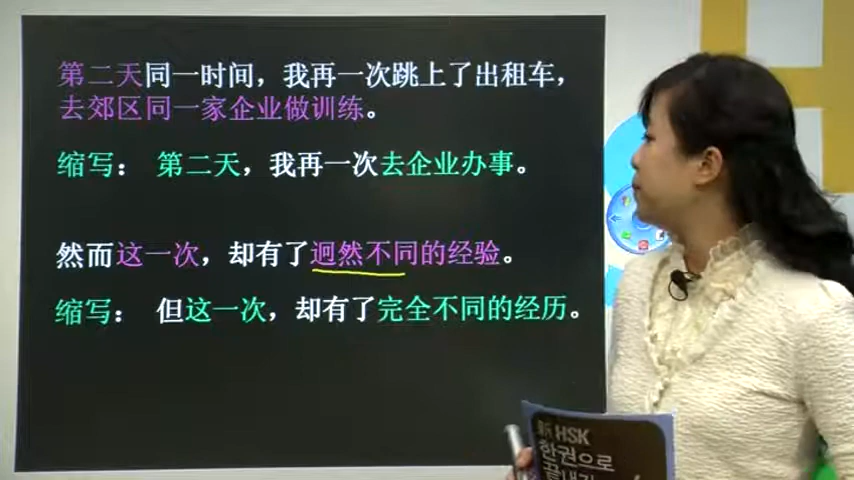 第二天同一时间，我再一次跳上了出租车，
去郊区同一家企业做训练。
缩写： 第二天，我再一次去企业办事。
然而这一次，却有了迥然不同的经验。
缩写： 但这一次，却有了完全不同的经历。
新HSK
한권으로
끝내기